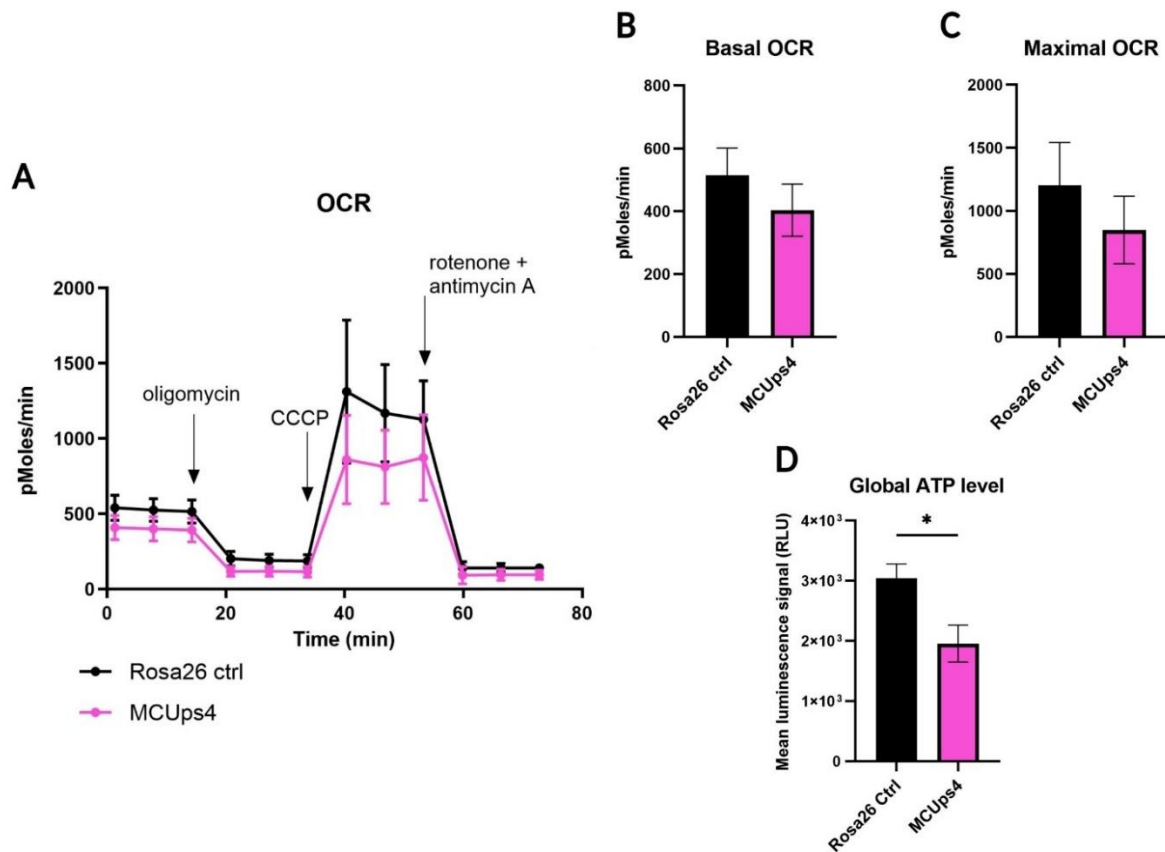 A
OCR
2000
1500
1000
500
0
pMoles/min
oligomycin
CCCP
rotenone +
antimycin A
0 20 40 60 80
Time (min)
Rosa26 ctrl
MCUps4
B
Basal OCR
800
600
400
200
0
pMoles/min
Rosa26 ctrl
MCUps4
C
Maximal OCR
2000
1500
1000
500
0
pMoles/min
Rosa26 ctrl
MCUps4
D
Global ATP level
*
4×10³
3×10³
2×10³
1×10³
0
Mean luminescence signal (RLU)
Rosa26 Ctrl
MCUps4